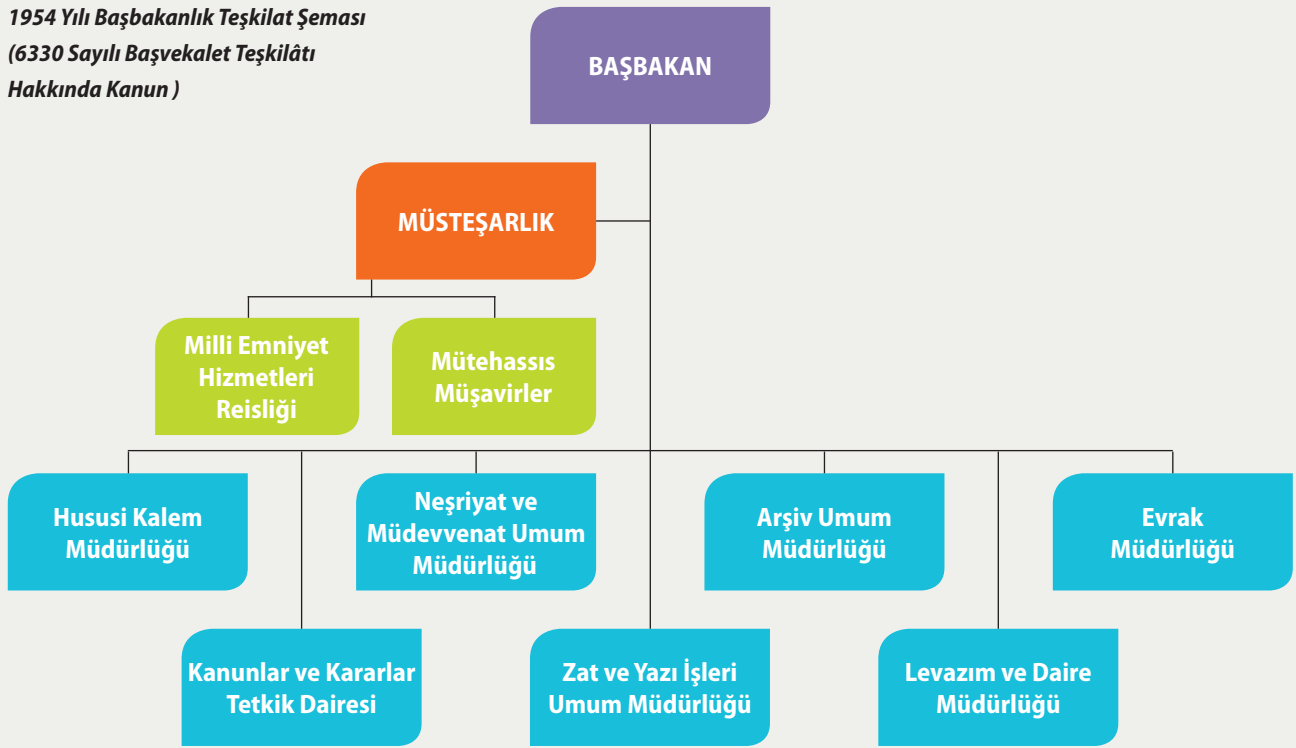 1954 Yılı Başbakanlık Teşkilat Şeması
(6330 Sayılı Başvekalet Teşkilâtı
Hakkında Kanun )
BAŞBAKAN
MÜSTEŞARLIK
Milli Emniyet
Hizmetleri
Reisliği
Mütehassıs
Müşavirler
Hususi Kalem
Müdürlüğü
Neşriyat ve
Müdevvenat Umum
Müdürlüğü
Arşiv Umum
Müdürlüğü
Evrak
Müdürlüğü
Kanunlar ve Kararlar
Tetkik Dairesi
Zat ve Yazı İşleri
Umum Müdürlüğü
Levazım ve Daire
Müdürlüğü